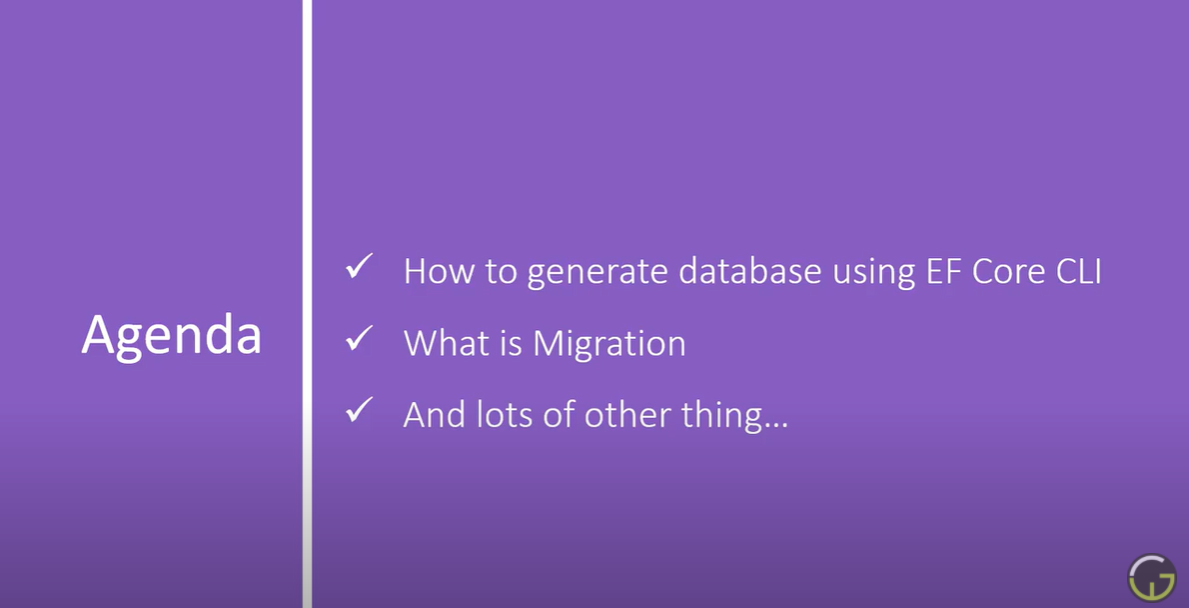 Agenda
How to generate database using EF Core CLI
What is Migration
And lots of other thing...